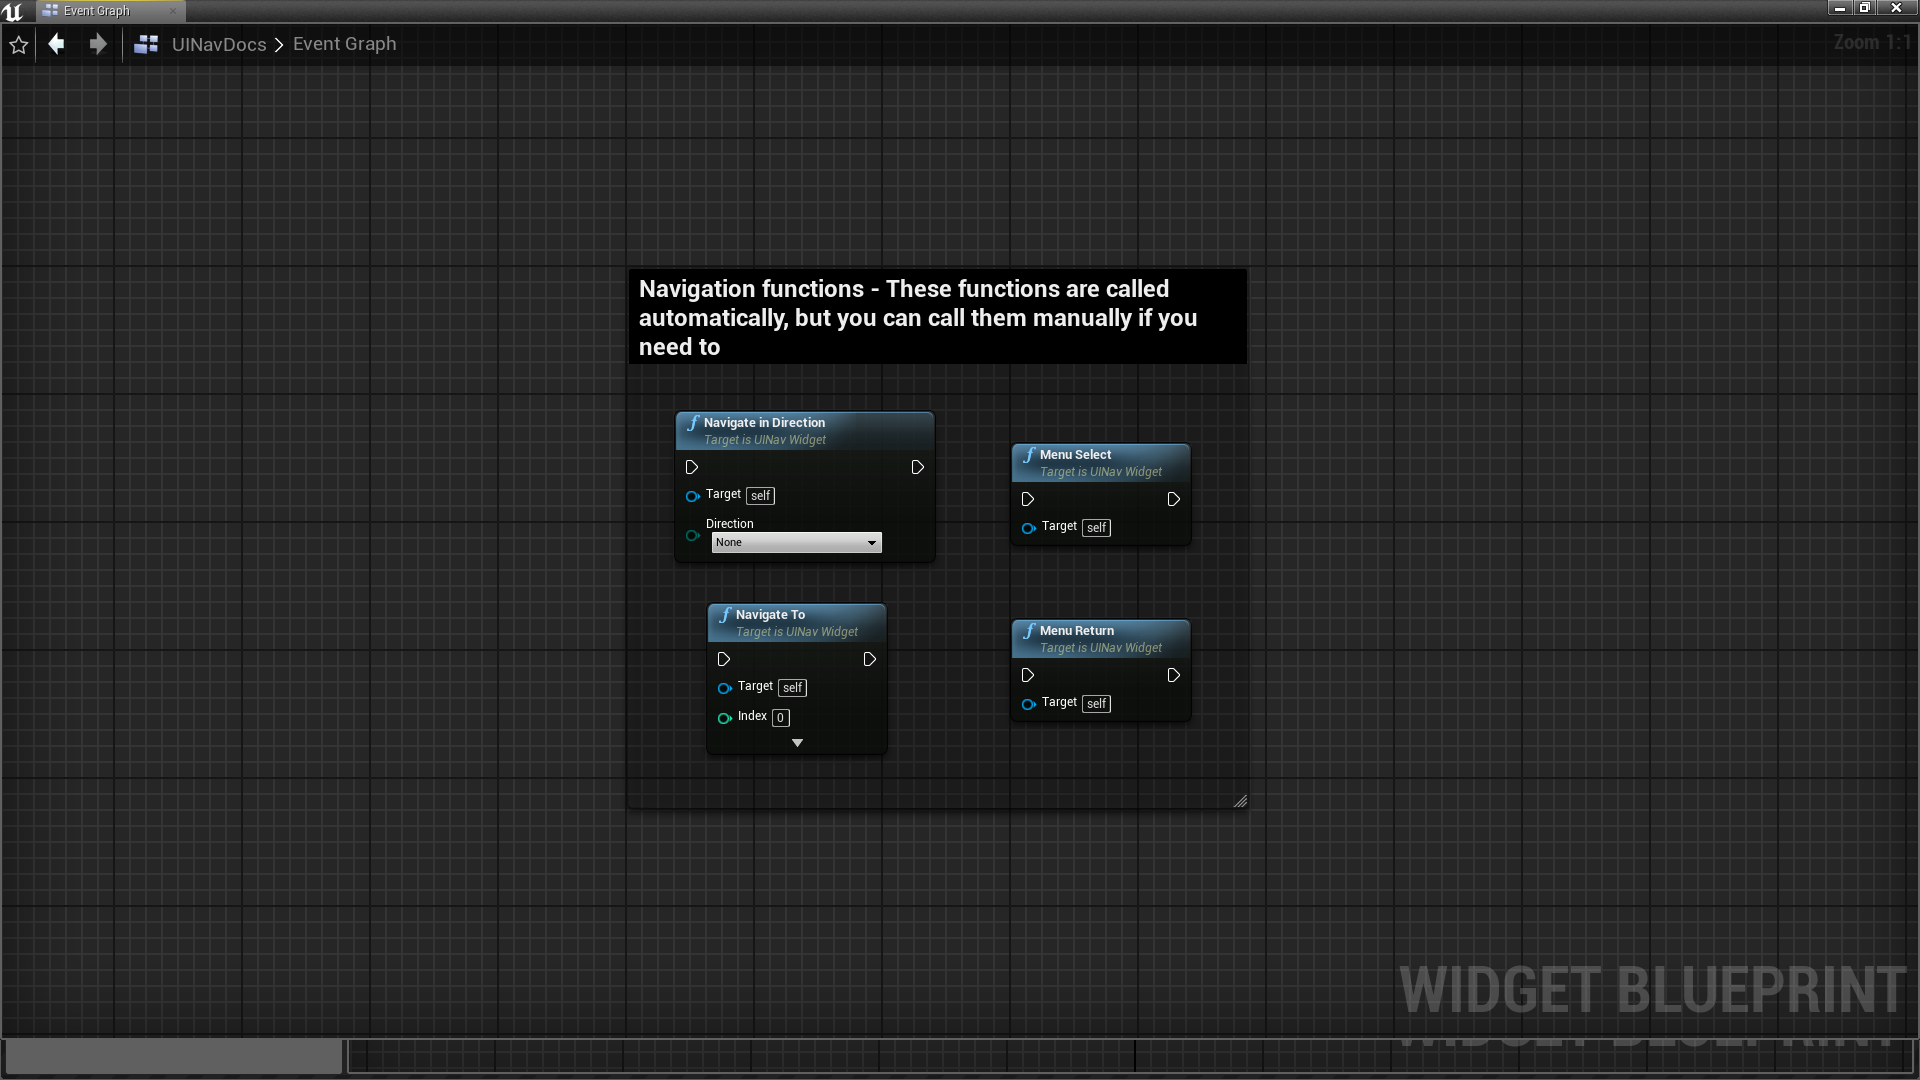 Event Graph
UINavDocs > Event Graph
Zoom 1:1
Navigation functions - These functions are called
automatically, but you can call them manually if you
need to
Navigate in Direction
Target is UINav Widget
Target self
Direction
None
Menu Select
Target is UINav Widget
Target self
Navigate To
Target is UINav Widget
Target self
Index 0
Menu Return
Target is UINav Widget
Target self
WIDGET BLUEPRINT